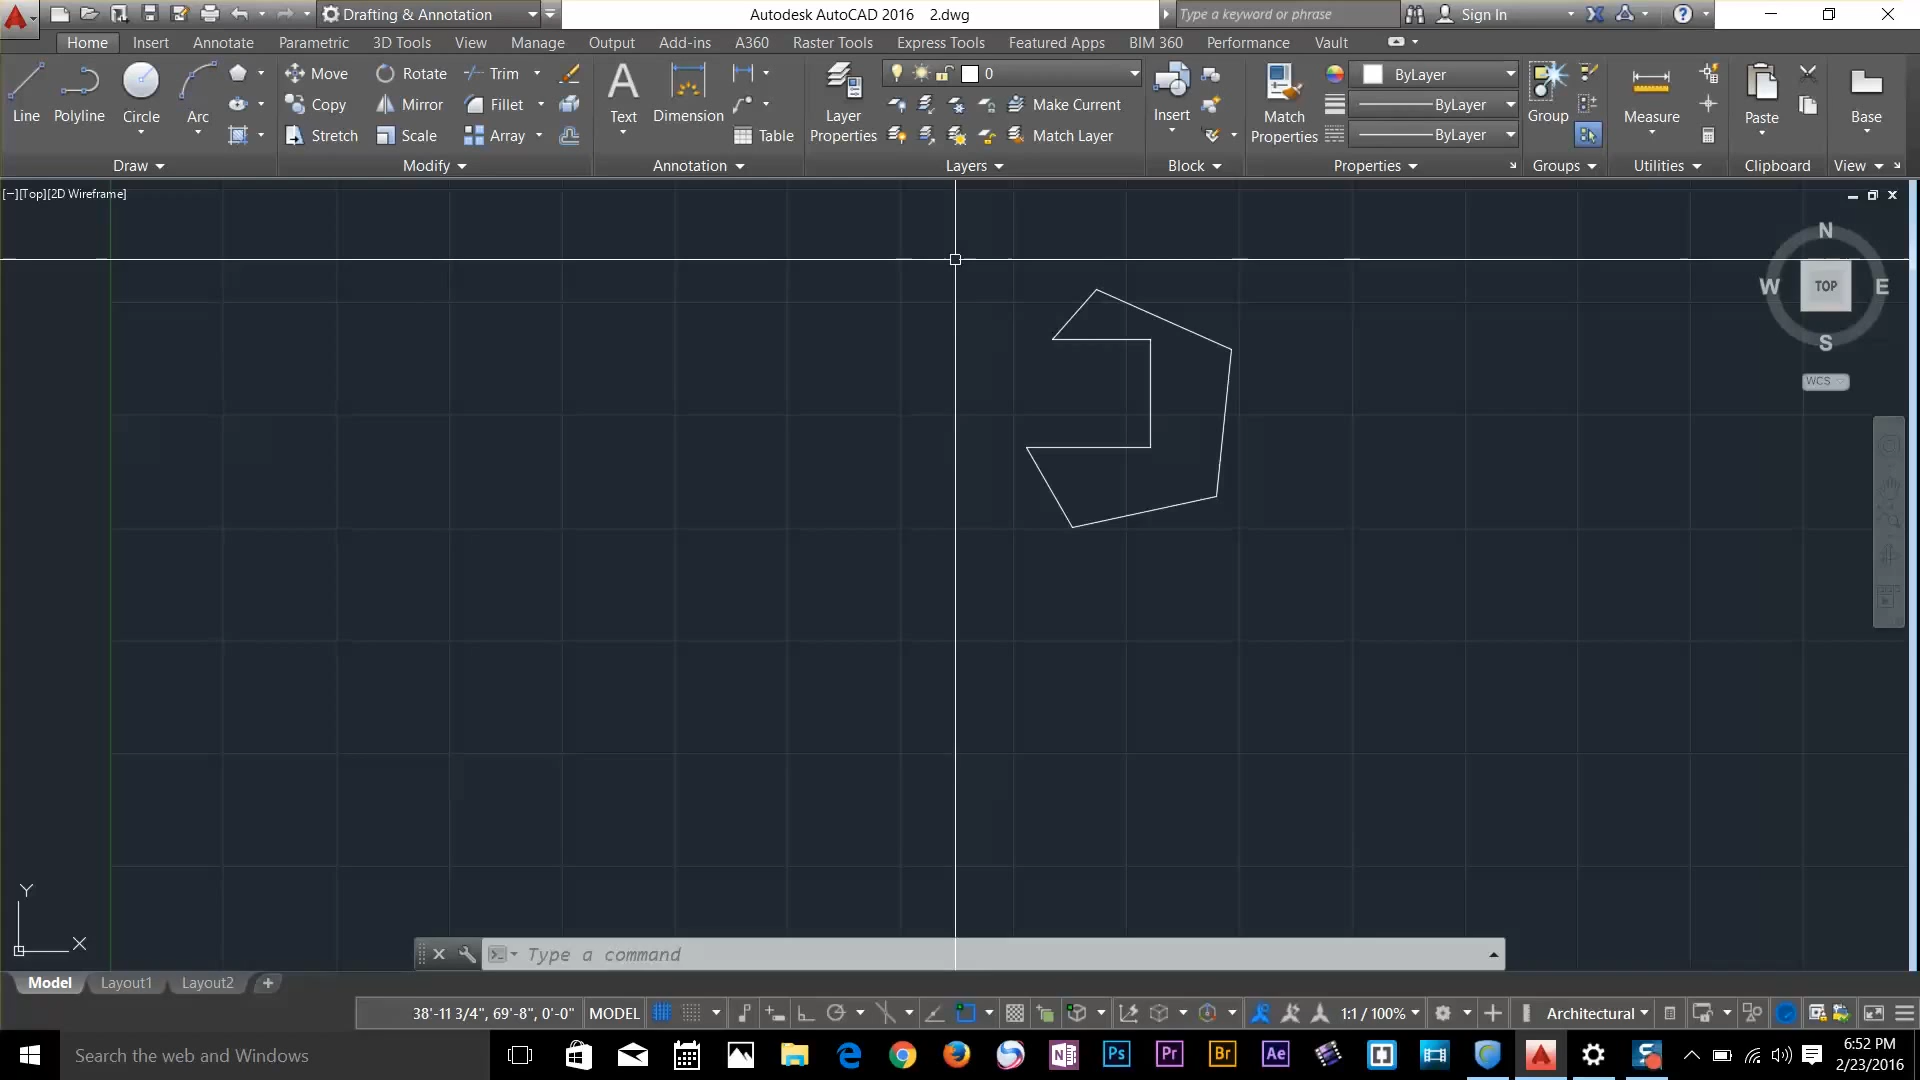 Drafting & Annotation
Autodesk AutoCAD 2016 2.dwg
Type a keyword or phrase
Sign In
Home Insert Annotate Parametric 3D Tools View Manage Output Add-ins A360 Raster Tools Express Tools Featured Apps BIM 360 Performance Vault
Move Rotate Trim 0 ByLayer
Copy Mirror Fillet Make Current ByLayer
Stretch Scale Array Table Match Layer ByLayer
Line Polyline Circle Arc Text Dimension Layer Properties Insert Match Properties Group Measure Paste Base
Draw Modify Annotation Layers Block Properties Groups Utilities Clipboard View
[−][Top][2D Wireframe]
N
W TOP E
S
WCS
Y
X
Type a command
Model Layout1 Layout2 +
38'-11 3/4", 69'-8", 0'-0" MODEL 1:1 / 100% Architectural
Search the web and Windows
N Ps Pr Br Ae
6:52 PM
2/23/2016